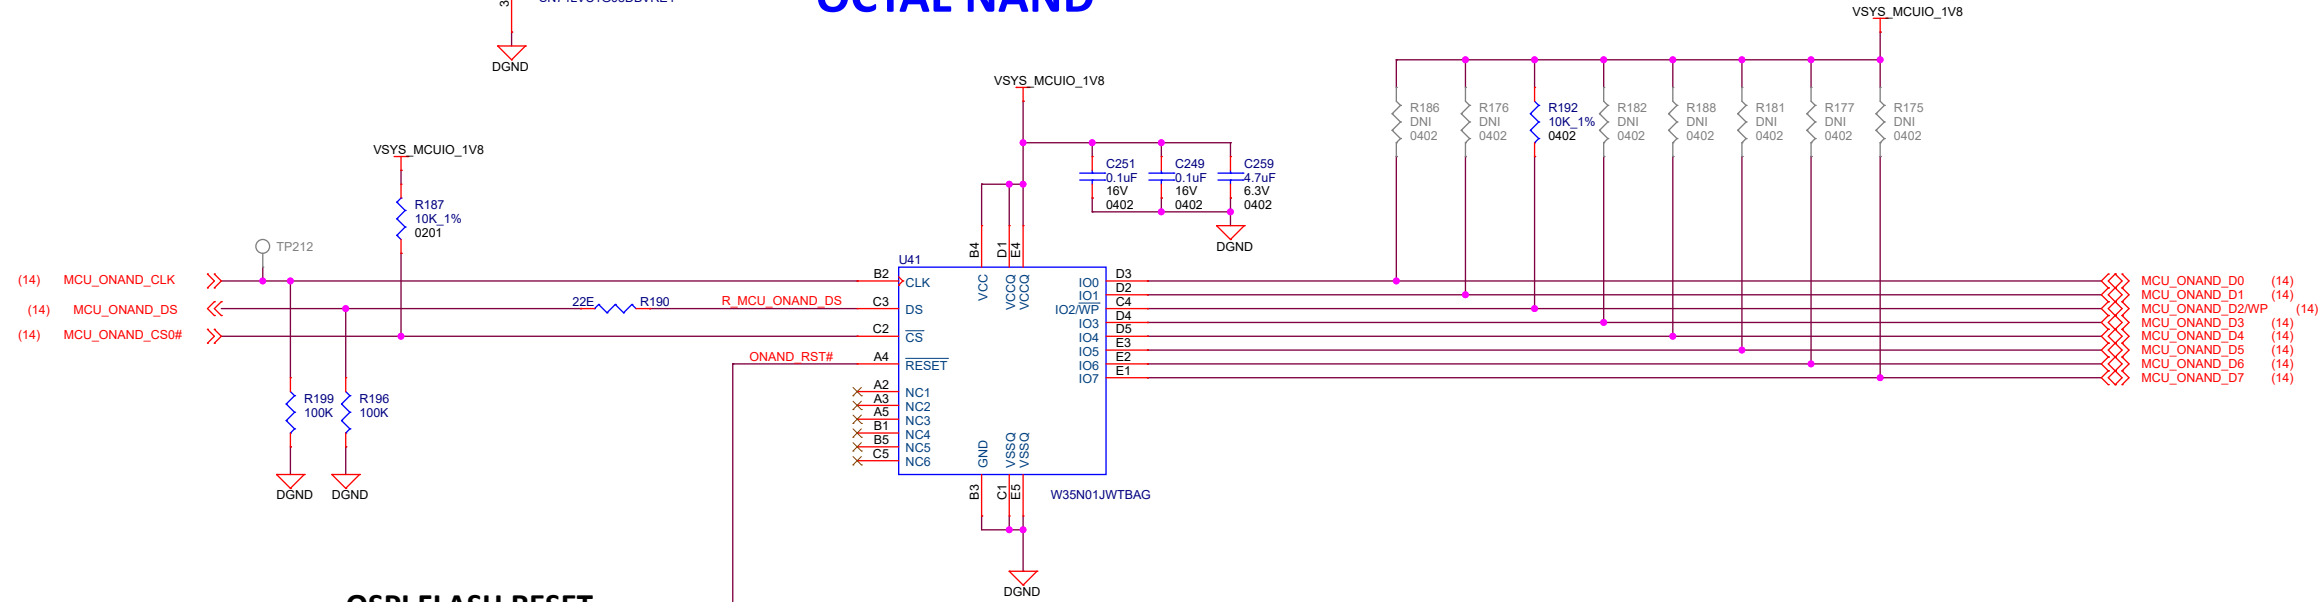 OCTAL NAND
3
DGND
VSYS_MCUIO_1V8
VSYS_MCUIO_1V8
R186
DNI
0402
R176
DNI
0402
R192
10K_1%
0402
R182
DNI
0402
R188
DNI
0402
R181
DNI
0402
R177
DNI
0402
R175
DNI
0402
VSYS_MCUIO_1V8
C251
0.1uF
16V
0402
C249
0.1uF
16V
0402
C259
4.7uF
6.3V
0402
DGND
R187
10K_1%
0201
TP212
U41
B4
D1
E4
(14) MCU_ONAND_CLK
(14) MCU_ONAND_DS
(14) MCU_ONAND_CS0#
22E R190
R_MCU_ONAND_DS
ONAND_RST#
B2
C3
C2
A4
A2
A3
A5
B1
B5
C5
CLK
DS
CS
RESET
NC1
NC2
NC3
NC4
NC5
NC6
VCC
VCCQ
VCCQ
GND
VSSQ
VSSQ
IO0
IO1
IO2/WP
IO3
IO4
IO5
IO6
IO7
D3
D2
C4
D4
D5
E3
E2
E1
MCU_ONAND_D0 (14)
MCU_ONAND_D1 (14)
MCU_ONAND_D2/WP (14)
MCU_ONAND_D3 (14)
MCU_ONAND_D4 (14)
MCU_ONAND_D5 (14)
MCU_ONAND_D6 (14)
MCU_ONAND_D7 (14)
R199
100K
R196
100K
DGND
DGND
B3
C1
E5
W35N01JWTBAG
DGND